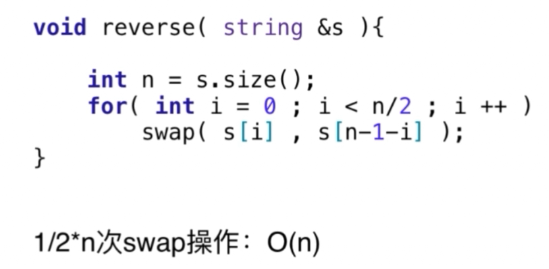 void reverse( string &s ){
int n = s.size();
for( int i = 0 ; i < n/2 ; i ++ )
swap( s[i] , s[n-1-i] );
}
1/2*n次swap操作：O(n)